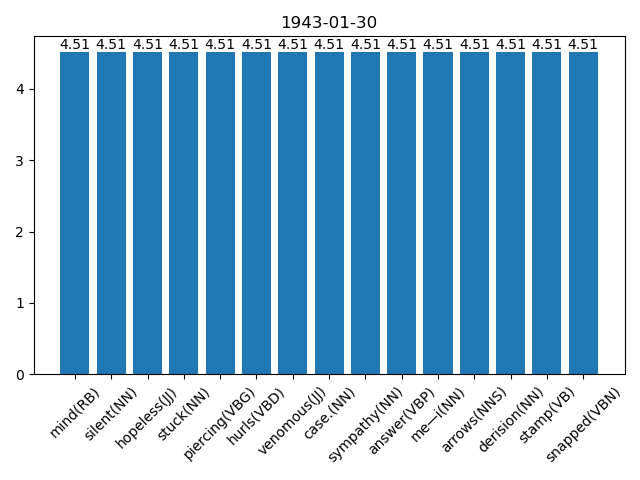 1943-01-30
4.51 4.51 4.51 4.51 4.51 4.51 4.51 4.51 4.51 4.51 4.51 4.51 4.51 4.51 4.51
4
3
2
1
0
mind(RB)
silent(NN)
hopeless(JJ)
stuck(NN)
piercing(VBG)
hurls(VBD)
venomous(JJ)
case.(NN)
sympathy(NN)
answer(VBP)
me—i(NN)
arrows(NNS)
derision(NN)
stamp(VB)
snapped(VBN)